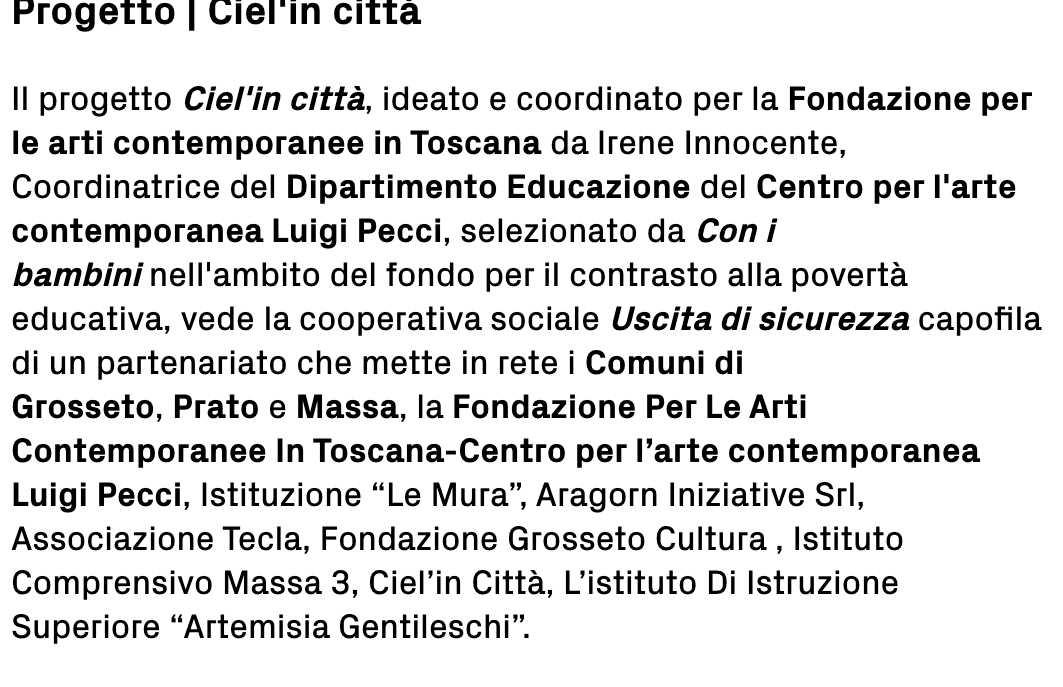 Progetto | Ciel'in città
Il progetto Ciel'in città, ideato e coordinato per la Fondazione per
le arti contemporanee in Toscana da Irene Innocente,
Coordinatrice del Dipartimento Educazione del Centro per l'arte
contemporanea Luigi Pecci, selezionato da Con i
bambini nell'ambito del fondo per il contrasto alla povertà
educativa, vede la cooperativa sociale Uscita di sicurezza capofila
di un partenariato che mette in rete i Comuni di
Grosseto, Prato e Massa, la Fondazione Per Le Arti
Contemporanee In Toscana-Centro per l’arte contemporanea
Luigi Pecci, Istituzione “Le Mura”, Aragorn Iniziative Srl,
Associazione Tecla, Fondazione Grosseto Cultura , Istituto
Comprensivo Massa 3, Ciel’in Città, L’istituto Di Istruzione
Superiore “Artemisia Gentileschi”.